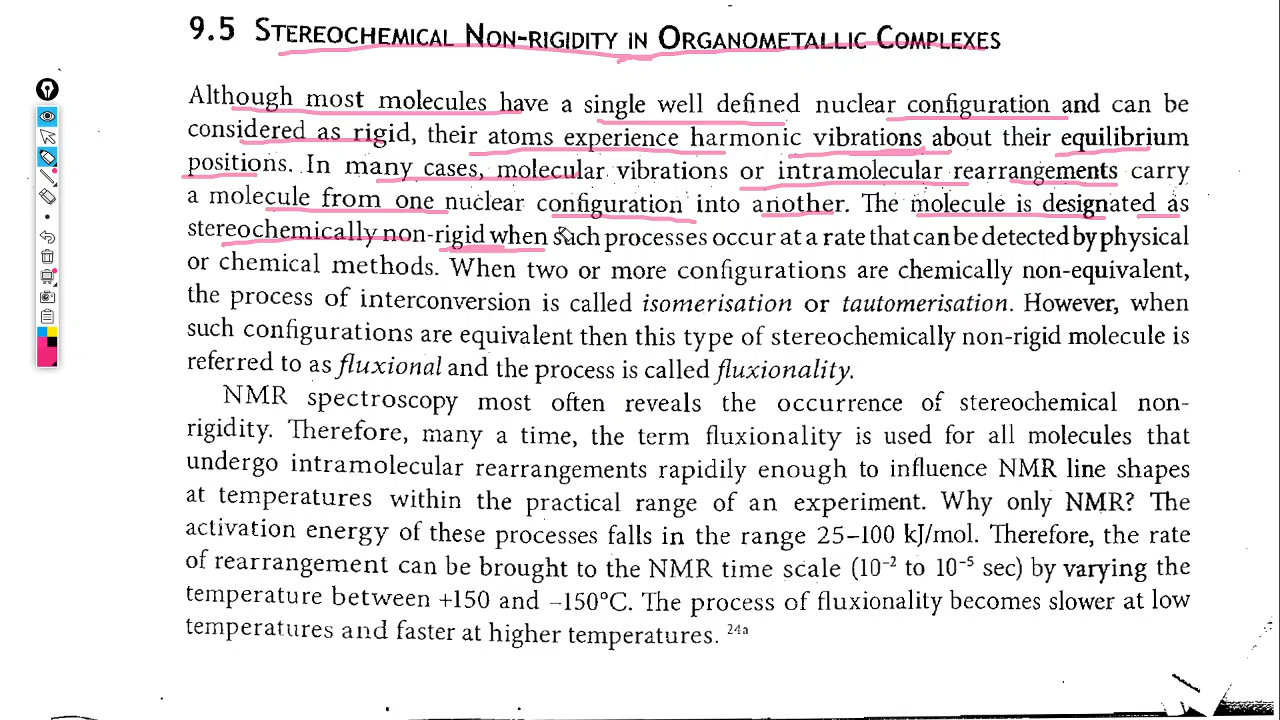 9.5 STEREOCHEMICAL NON-RIGIDITY IN ORGANOMETALLIC COMPLEXES
Although most molecules have a single well defined nuclear configuration and can be
considered as rigid, their atoms experience harmonic vibrations about their equilibrium
positions. In many cases, molecular vibrations or intramolecular rearrangements carry
a molecule from one nuclear configuration into another. The molecule is designated as
stereochemically non-rigid when such processes occur at a rate that can be detected by physical
or chemical methods. When two or more configurations are chemically non-equivalent,
the process of interconversion is called isomerisation or tautomerisation. However, when
such configurations are equivalent then this type of stereochemically non-rigid molecule is
referred to as fluxional and the process is called fluxionality.
NMR spectroscopy most often reveals the occurrence of stereochemical non-
rigidity. Therefore, many a time, the term fluxionality is used for all molecules that
undergo intramolecular rearrangements rapidily enough to influence NMR line shapes
at temperatures within the practical range of an experiment. Why only NMR? The
activation energy of these processes falls in the range 25–100 kJ/mol. Therefore, the rate
of rearrangement can be brought to the NMR time scale (10⁻² to 10⁻⁵ sec) by varying the
temperature between +150 and –150°C. The process of fluxionality becomes slower at low
temperatures and faster at higher temperatures. ²⁴ᵃ